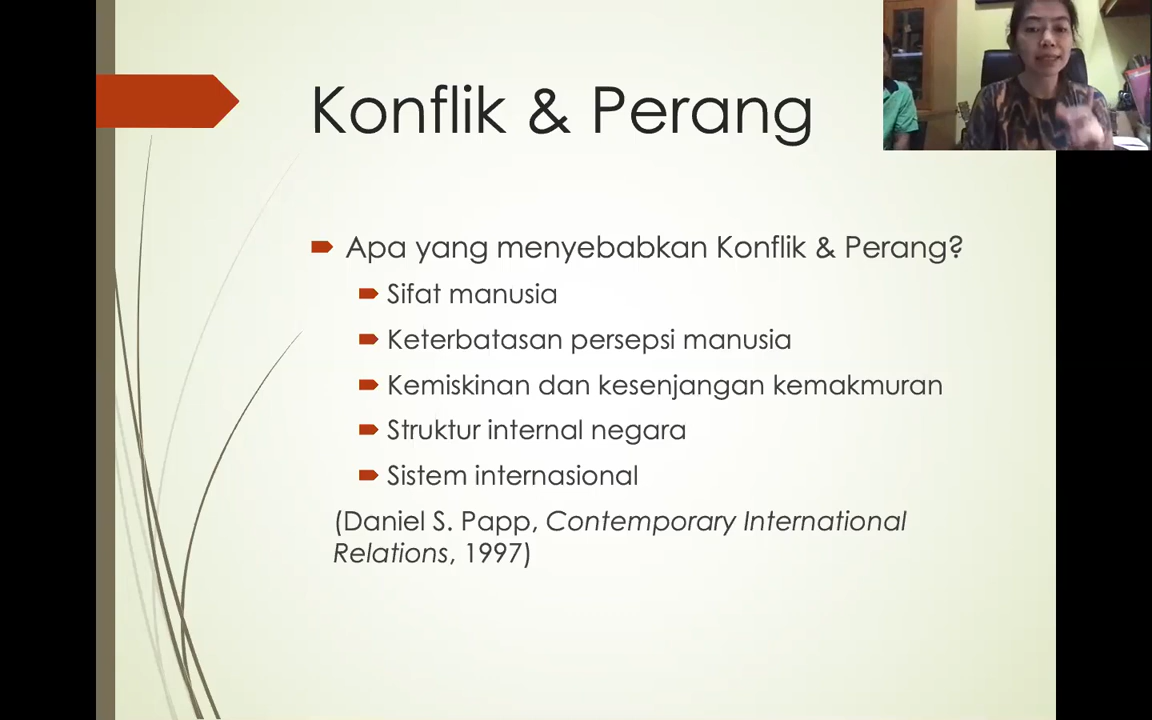 Konflik & Perang
Apa yang menyebabkan Konflik & Perang?
Sifat manusia
Keterbatasan persepsi manusia
Kemiskinan dan kesenjangan kemakmuran
Struktur internal negara
Sistem internasional
(Daniel S. Papp, Contemporary International
Relations, 1997)